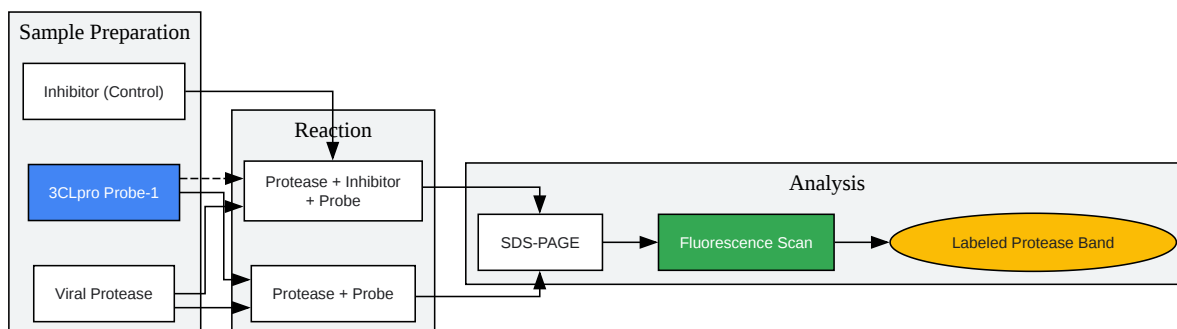 Sample Preparation
Inhibitor (Control)
3CLpro Probe-1
Viral Protease
Reaction
Protease + Inhibitor
+ Probe
Protease + Probe
Analysis
SDS-PAGE
Fluorescence Scan
Labeled Protease Band